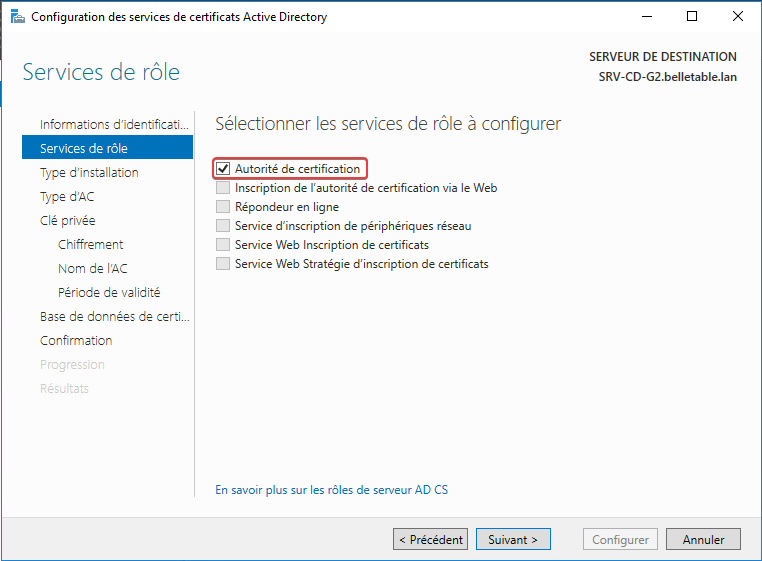 Configuration des services de certificats Active Directory
Services de rôle
SERVEUR DE DESTINATION
SRV-CD-G2.belletable.lan
Informations d'identificati...
Services de rôle
Type d'installation
Type d'AC
Clé privée
Chiffrement
Nom de l'AC
Période de validité
Base de données de certi...
Confirmation
Progression
Résultats
Sélectionner les services de rôle à configurer
Autorité de certification
Inscription de l'autorité de certification via le Web
Répondeur en ligne
Service d'inscription de périphériques réseau
Service Web Inscription de certificats
Service Web Stratégie d'inscription de certificats
En savoir plus sur les rôles de serveur AD CS
< Précédent
Suivant >
Configurer
Annuler